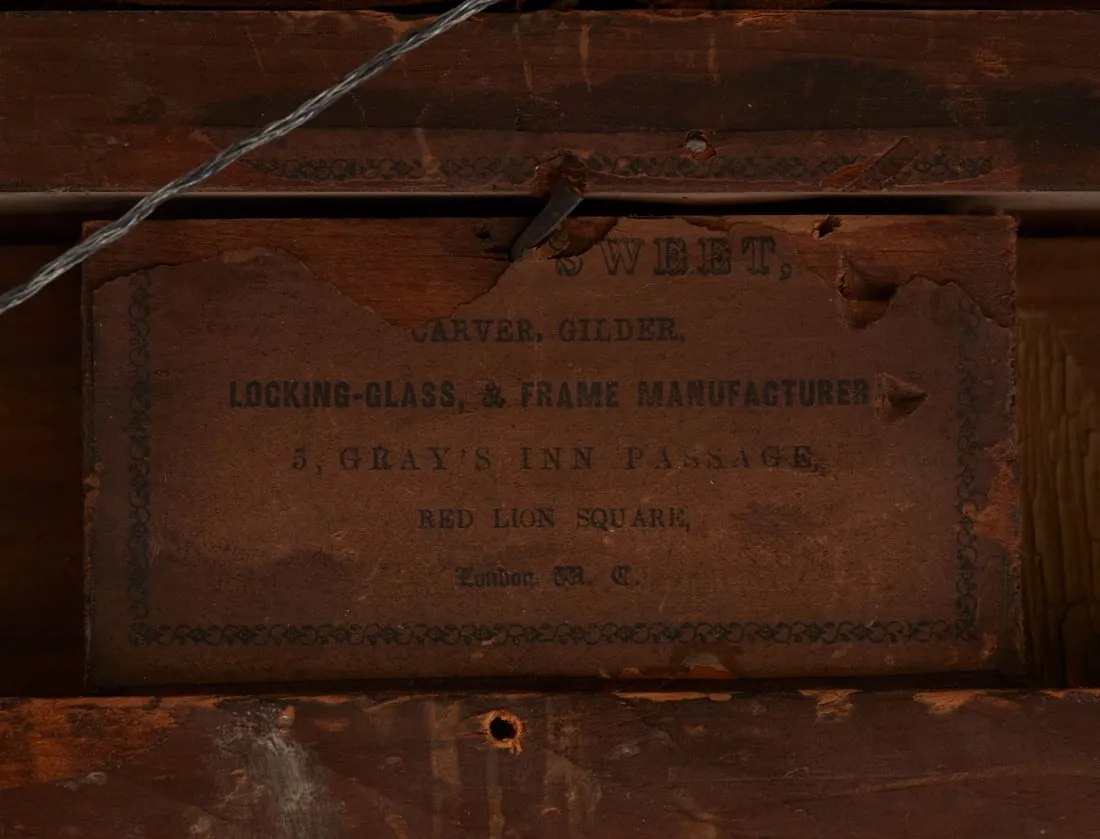 SWEET,
CARVER, GILDER,
LOCKING-GLASS, & FRAME MANUFACTURER
5, GRAY'S INN PASSAGE,
RED LION SQUARE,
London, W. C.